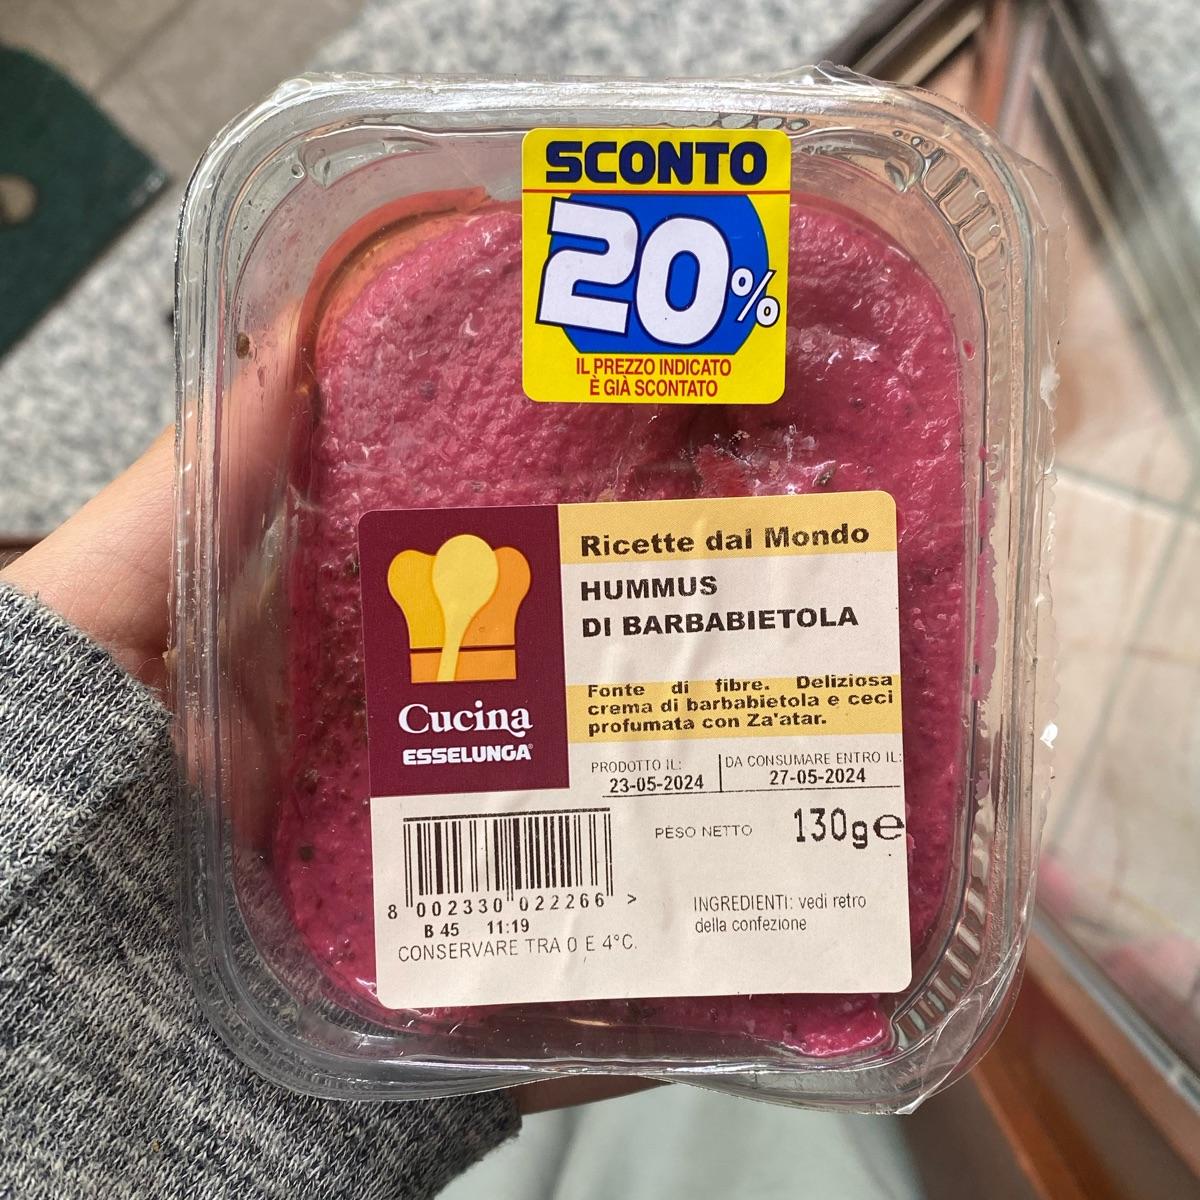 SCONTO
20%
IL PREZZO INDICATO
È GIÀ SCONTATO
Ricette dal Mondo
HUMMUS
DI BARBABIETOLA
Fonte di fibre. Deliziosa
crema di barbabietola e ceci
profumata con Za'atar.
Cucina
ESSELUNGA
PRODOTTO IL:
23-05-2024
DA CONSUMARE ENTRO IL:
27-05-2024
PESO NETTO 130g e
8 002330 022266 >
B 45 11:19
CONSERVARE TRA 0 E 4°C.
INGREDIENTI: vedi retro
della confezione